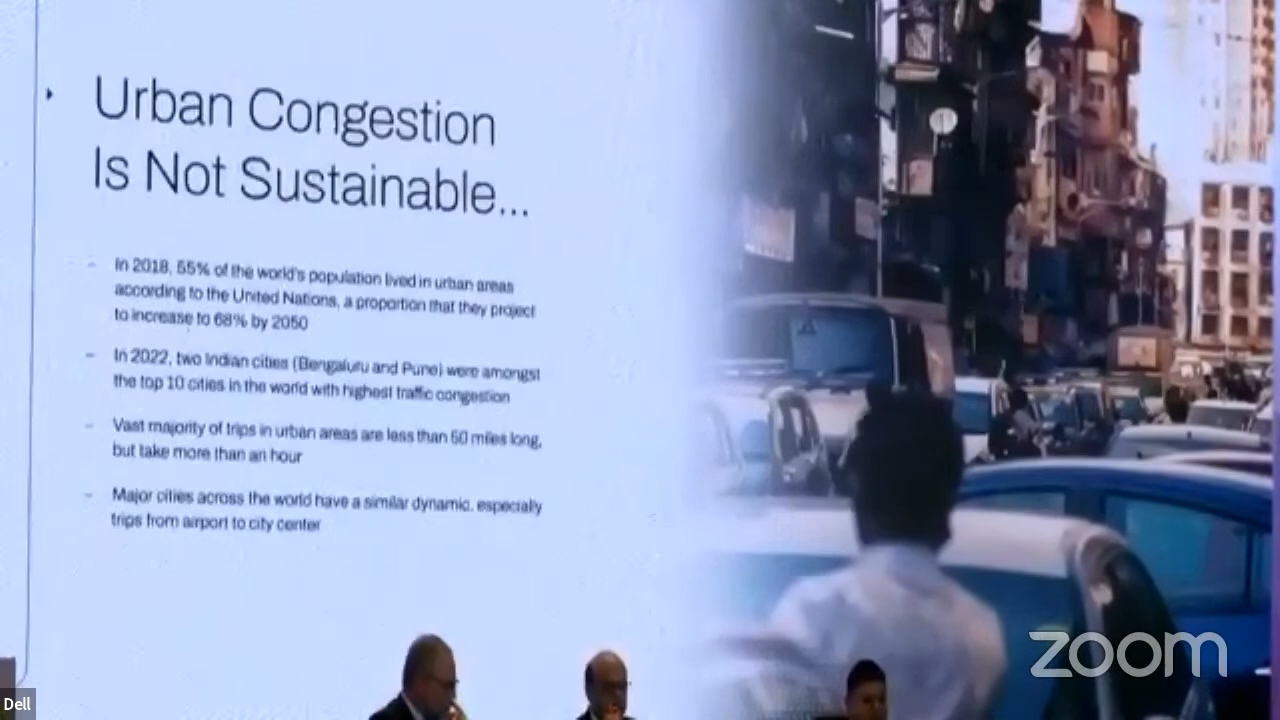 Urban Congestion
Is Not Sustainable...
- In 2018, 55% of the world's population lived in urban areas
according to the United Nations, a proportion that they project
to increase to 68% by 2050
- In 2022, two Indian cities (Bengaluru and Pune) were amongst
the top 10 cities in the world with highest traffic congestion
- Vast majority of trips in urban areas are less than 50 miles long,
but take more than an hour
- Major cities across the world have a similar dynamic, especially
trips from airport to city center
zoom
Dell